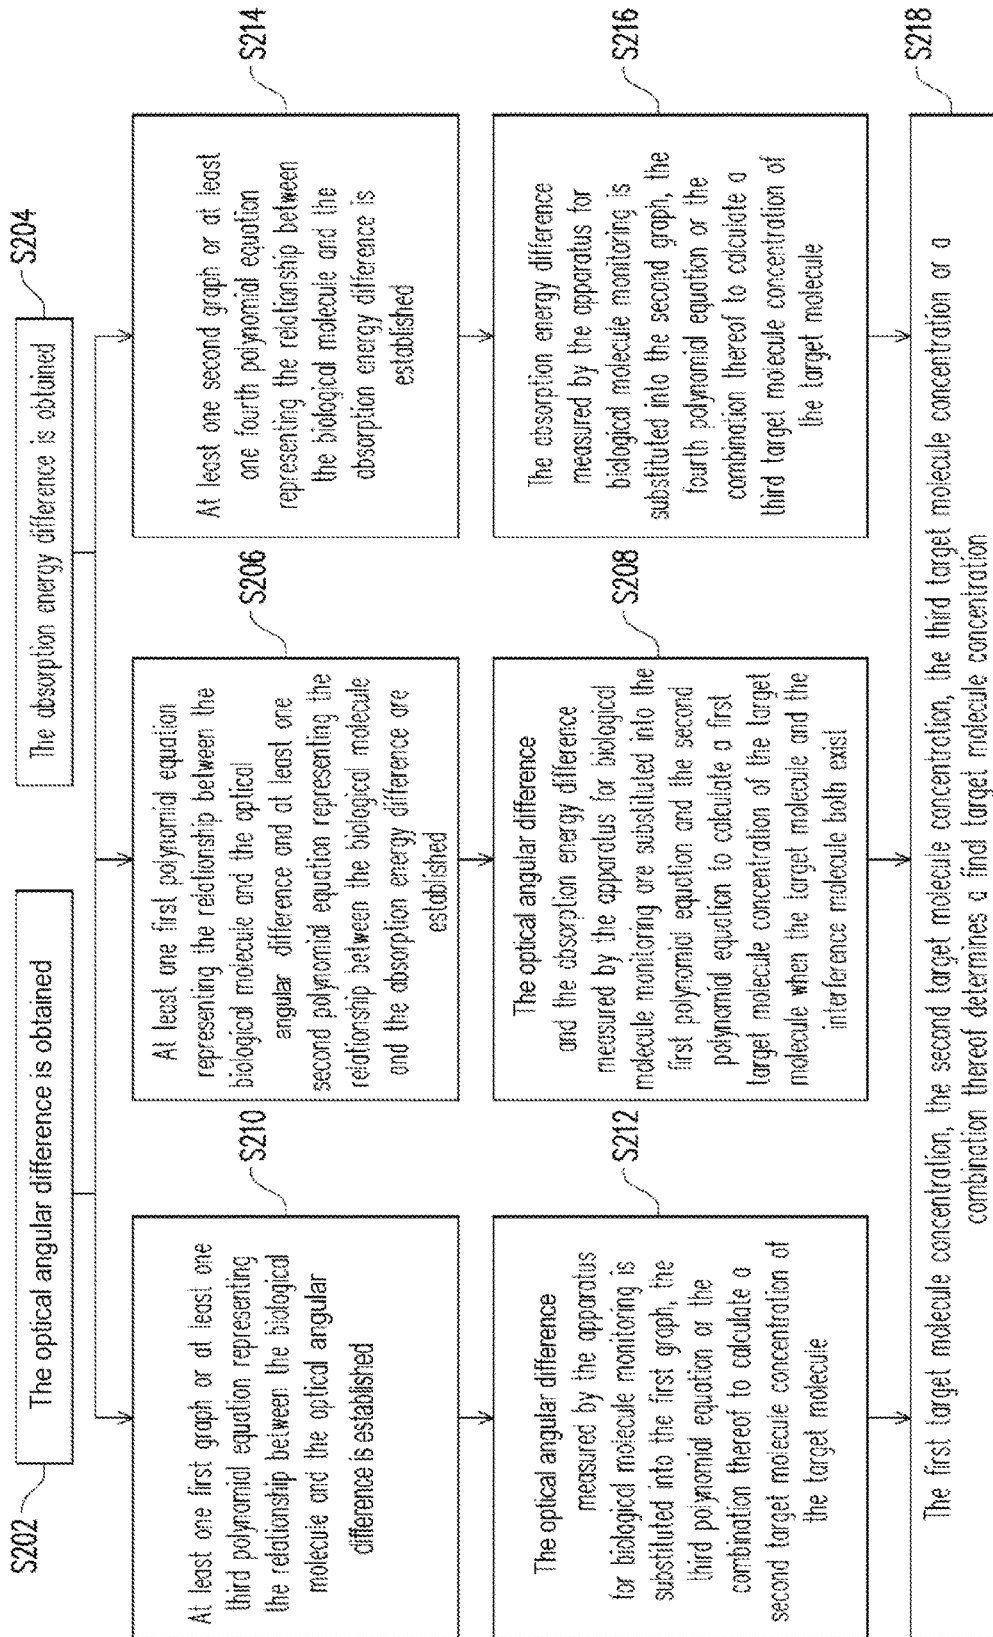 S202
The optical angular difference is obtained
The absorption energy difference is obtained
S204
At least one first graph or at least one
third polynomial equation representing
the relationship between the biological
molecule and the optical angular
difference is established
S210
At least one first polynomial equation
representing the relationship between the
biological molecule and the optical
angular difference and at least one
second polynomial equation representing the
relationship between the biological molecule
and the absorption energy difference are
established
S206
At least one second graph or at least
one fourth polynomial equation
representing the relationship between
the biological molecule and the
absorption energy difference is
established
S214
The optical angular difference
measured by the apparatus
for biological molecule monitoring is
substituted into the first graph, the
third polynomial equation or the
combination thereof to calculate a
second target molecule concentration of
the target molecule
S212
The optical angular difference
and the absorption energy difference
measured by the apparatus for biological
molecule monitoring are substituted into the
first polynomial equation and the second
polynomial equation to calculate a first
target molecule concentration of the target
molecule when the target molecule and the
interference molecule both exist
S208
The absorption energy difference
measured by the apparatus for
biological molecule monitoring is
substituted into the second graph, the
fourth polynomial equation or the
combination thereof to calculate a
third target molecule concentration of
the target molecule
S216
The first target molecule concentration, the second target molecule concentration, the third target molecule concentration or a
combination thereof determines a final target molecule concentration
S218